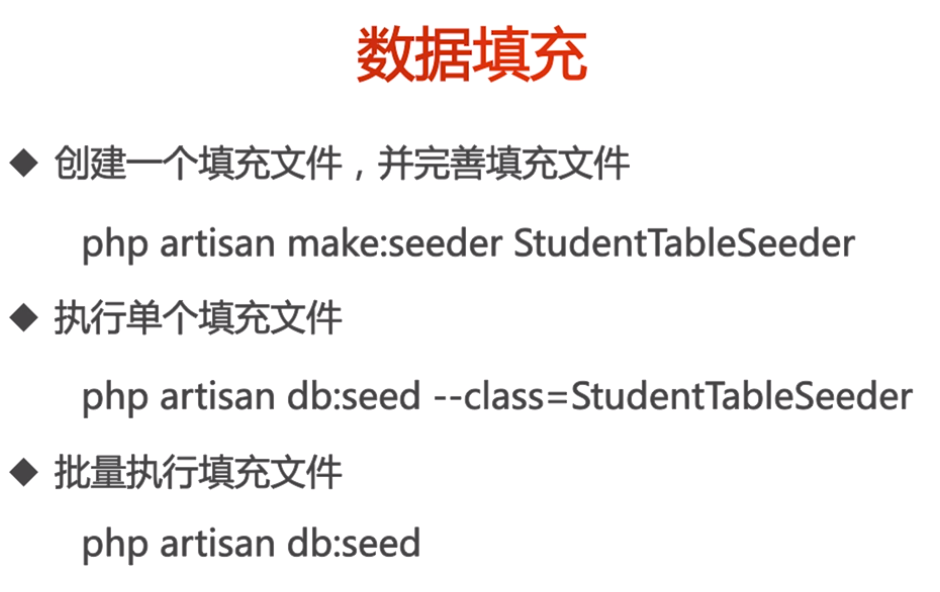 数据填充
◆ 创建一个填充文件，并完善填充文件
php artisan make:seeder StudentTableSeeder
◆ 执行单个填充文件
php artisan db:seed --class=StudentTableSeeder
◆ 批量执行填充文件
php artisan db:seed